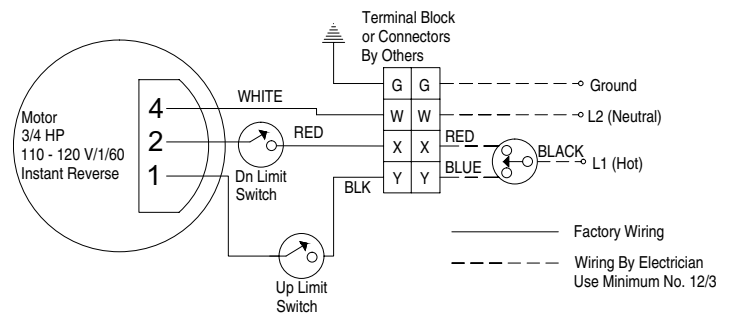 Terminal Block
or Connectors
By Others
G G
Ground
WHITE
4
W W
L2 (Neutral)
Motor
3/4 HP
110 - 120 V/1/60
Instant Reverse
2
RED
X X
RED
BLACK
L1 (Hot)
1
Dn Limit
Switch
BLK
Y Y
BLUE
Up Limit
Switch
Factory Wiring
Wiring By Electrician
Use Minimum No. 12/3